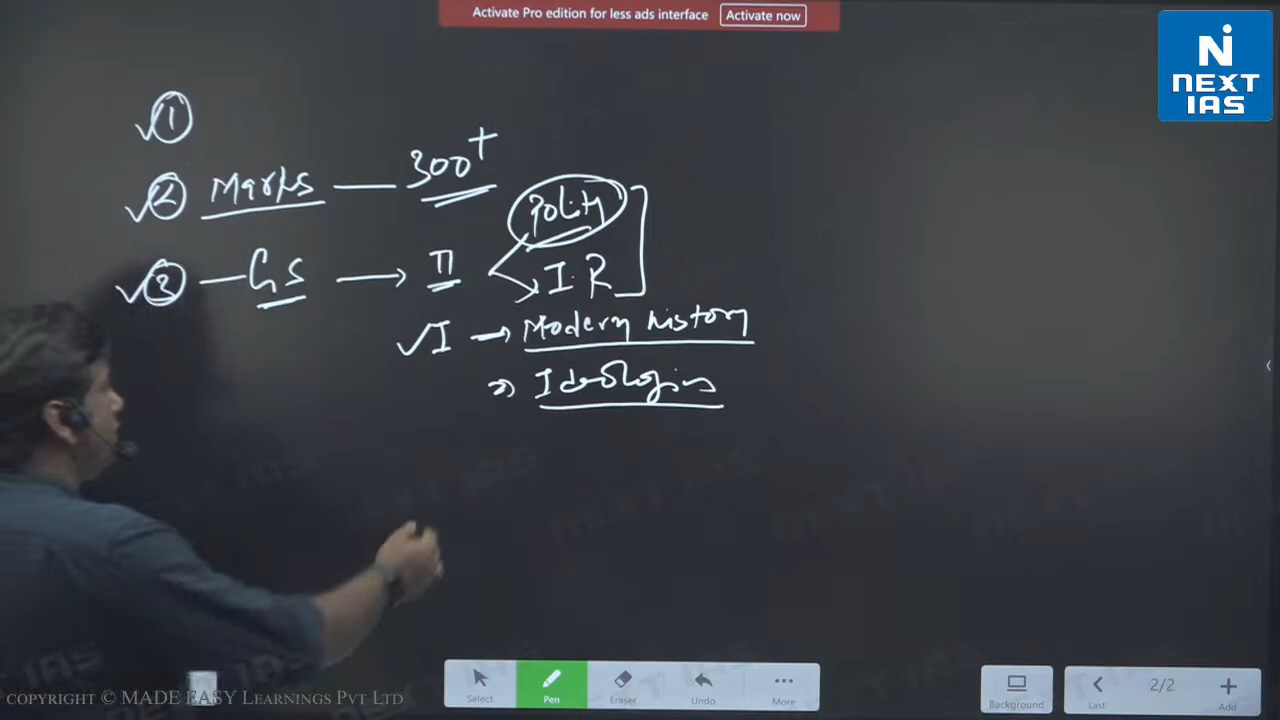 Activate Pro edition for less ads interface Activate now
NEXT
IAS
1
2 Marks — 300+
Polity
3 — GS → II
I.R
I → Modern history
⇒ Ideologies
Select Pen Eraser Undo More
Background
Last 2/2 Add
COPYRIGHT © MADE EASY LEARNINGS PVT LTD